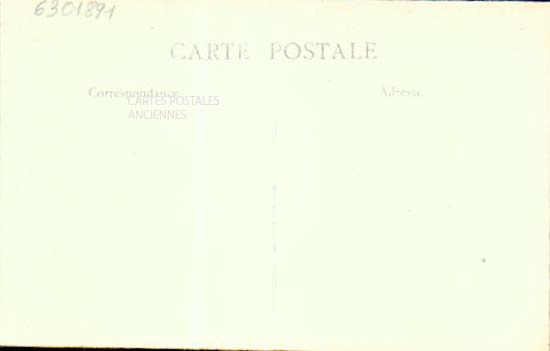 6301891
CARTE POSTALE
Correspondance
Adresse
CARTES POSTALES
ANCIENNES